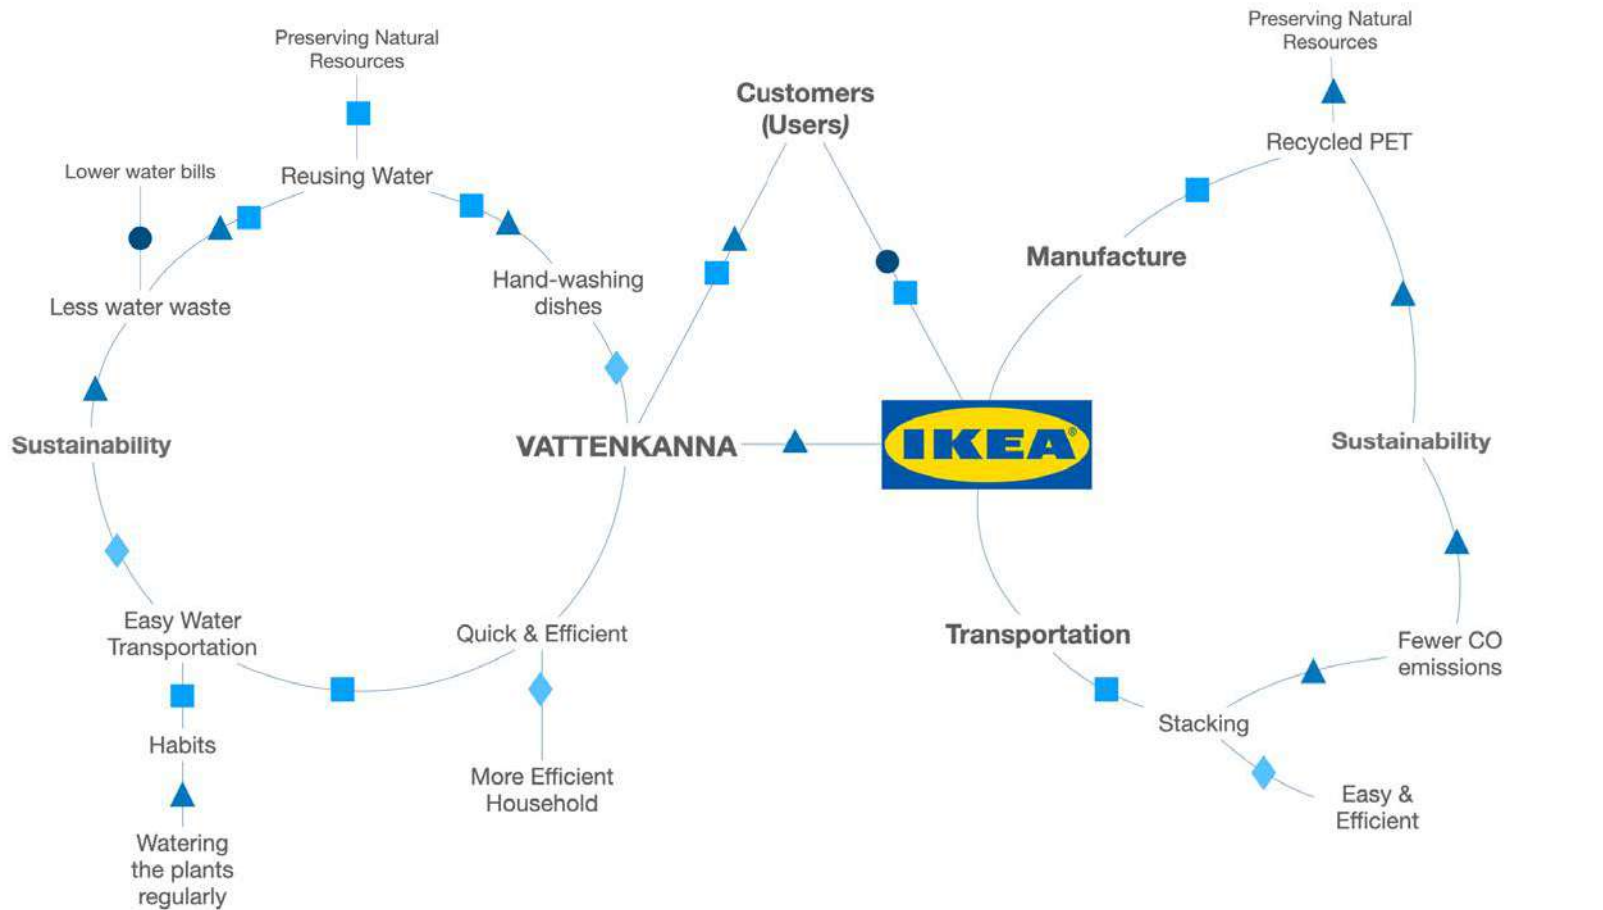 Preserving Natural
Resources
Lower water bills
Reusing Water
Less water waste
Hand-washing
dishes
Sustainability
VATTENKANNA
Easy Water
Transportation
Quick & Efficient
Habits
More Efficient
Household
Watering
the plants
regularly
Customers
(Users)
IKEA®
Preserving Natural
Resources
Recycled PET
Manufacture
Sustainability
Transportation
Fewer CO
emissions
Stacking
Easy &
Efficient